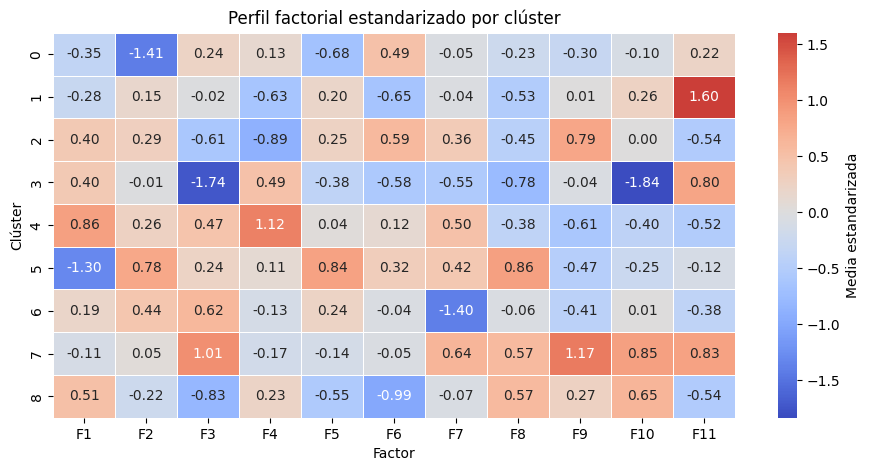 Perfil factorial estandarizado por clúster
0 -0.35 -1.41 0.24 0.13 -0.68 0.49 -0.05 -0.23 -0.30 -0.10 0.22
1 -0.28 0.15 -0.02 -0.63 0.20 -0.65 -0.04 -0.53 0.01 0.26 1.60
2 0.40 0.29 -0.61 -0.89 0.25 0.59 0.36 -0.45 0.79 0.00 -0.54
3 0.40 -0.01 -1.74 0.49 -0.38 -0.58 -0.55 -0.78 -0.04 -1.84 0.80
4 0.86 0.26 0.47 1.12 0.04 0.12 0.50 -0.38 -0.61 -0.40 -0.52
5 -1.30 0.78 0.24 0.11 0.84 0.32 0.42 0.86 -0.47 -0.25 -0.12
6 0.19 0.44 0.62 -0.13 0.24 -0.04 -1.40 -0.06 -0.41 0.01 -0.38
7 -0.11 0.05 1.01 -0.17 -0.14 -0.05 0.64 0.57 1.17 0.85 0.83
8 0.51 -0.22 -0.83 0.23 -0.55 -0.99 -0.07 0.57 0.27 0.65 -0.54
F1 F2 F3 F4 F5 F6 F7 F8 F9 F10 F11
Factor
Clúster
1.5
1.0
0.5
0.0
−0.5
−1.0
−1.5
Media estandarizada